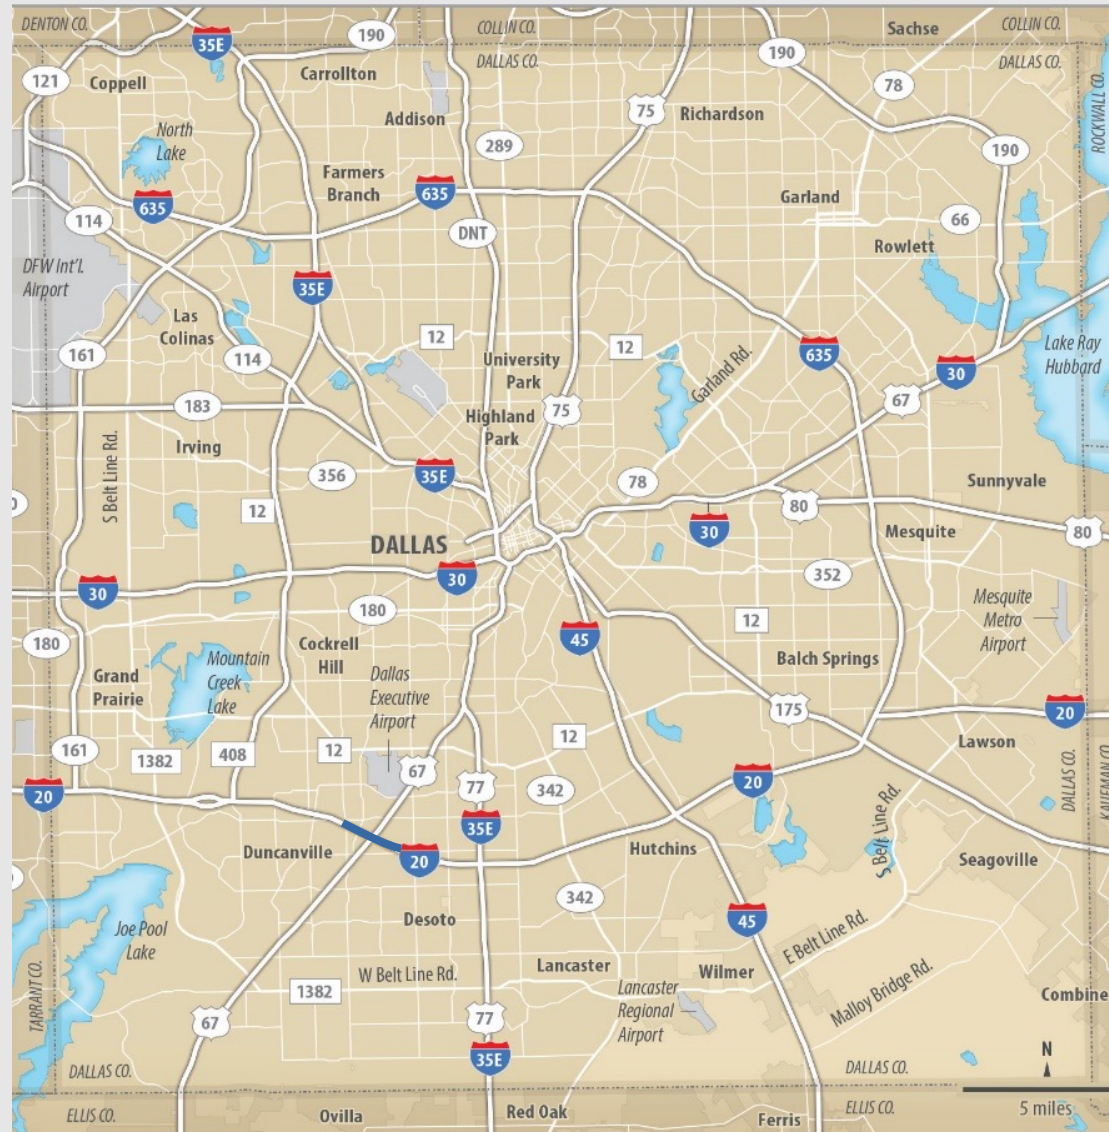 DENTON CO.
35E
190
COLLIN CO.
DALLAS CO.
Sachse
COLLIN CO.
DALLAS CO.
190
121
Coppell
Carrollton
78
ROCKWALL CO.
Addison
75
Richardson
North
Lake
289
190
Farmers
Branch
635
635
Garland
114
DNT
66
Rowlett
DFW Int'l.
Airport
35E
Las
Colinas
12
12
161
114
University
Park
635
Lake Ray
Hubbard
30
Garland Rd.
67
183
Highland
Park
75
Irving
S Belt Line Rd.
356
35E
78
Sunnyvale
12
30
80
Mesquite
80
DALLAS
30
30
352
180
Mesquite
Metro
Airport
45
12
180
Cockrell
Hill
Mountain
Creek
Lake
Dallas
Executive
Airport
Balch Springs
Grand
Prairie
175
20
161
1382
408
12
12
Lawson
67
77
342
20
DALLAS CO.
KAUFMAN CO.
20
35E
S Belt Line Rd.
Duncanville
20
Hutchins
Seagoville
342
Desoto
45
Joe Pool
Lake
E Belt Line Rd.
W Belt Line Rd.
Lancaster
Wilmer
TARRANT CO.
1382
Lancaster
Regional
Airport
Malloy Bridge Rd.
Combine
67
77
35E
N
DALLAS CO.
DALLAS CO.
ELLIS CO.
Ovilla
Red Oak
Ferris
ELLIS CO.
5 miles